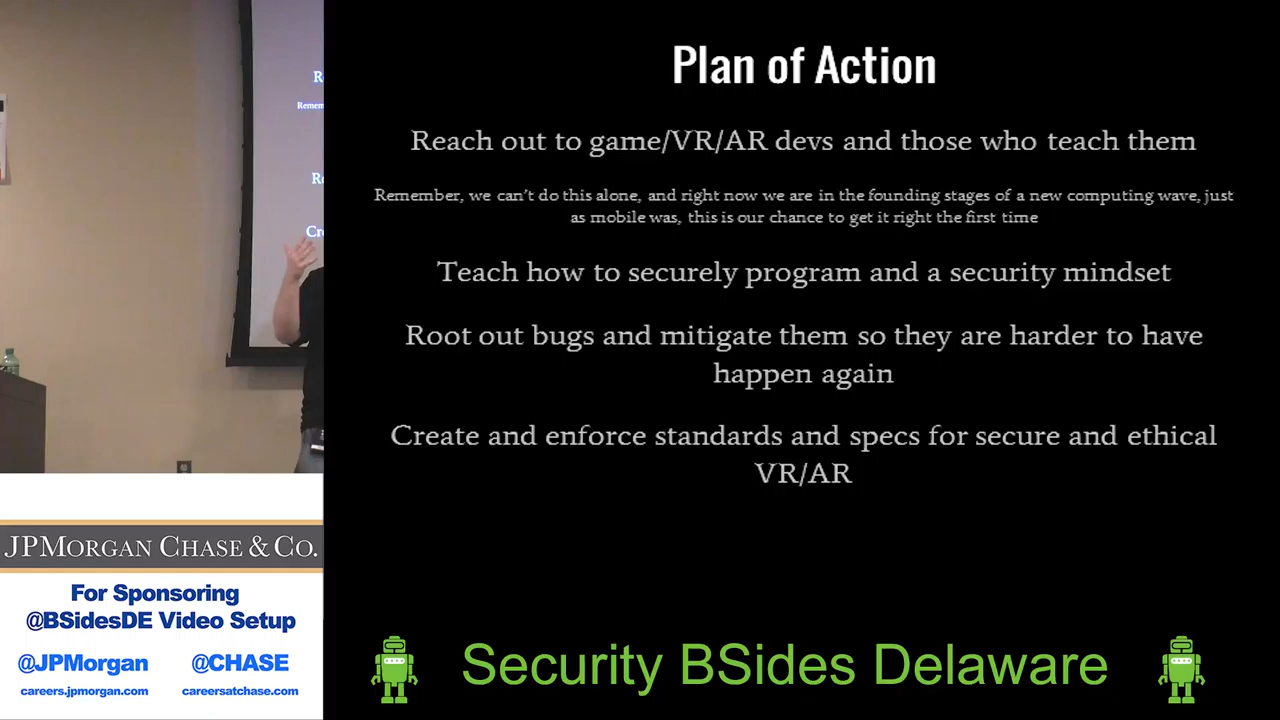 Plan of Action
Reach out to game/VR/AR devs and those who teach them
Remember, we can't do this alone, and right now we are in the founding stages of a new computing wave, just
as mobile was, this is our chance to get it right the first time
Teach how to securely program and a security mindset
Root out bugs and mitigate them so they are harder to have
happen again
Create and enforce standards and specs for secure and ethical
VR/AR
JPMORGAN CHASE & CO.
For Sponsoring
@BSidesDE Video Setup
@JPMorgan
@CHASE
careers.jpmorgan.com
careersatchase.com
Security BSides Delaware